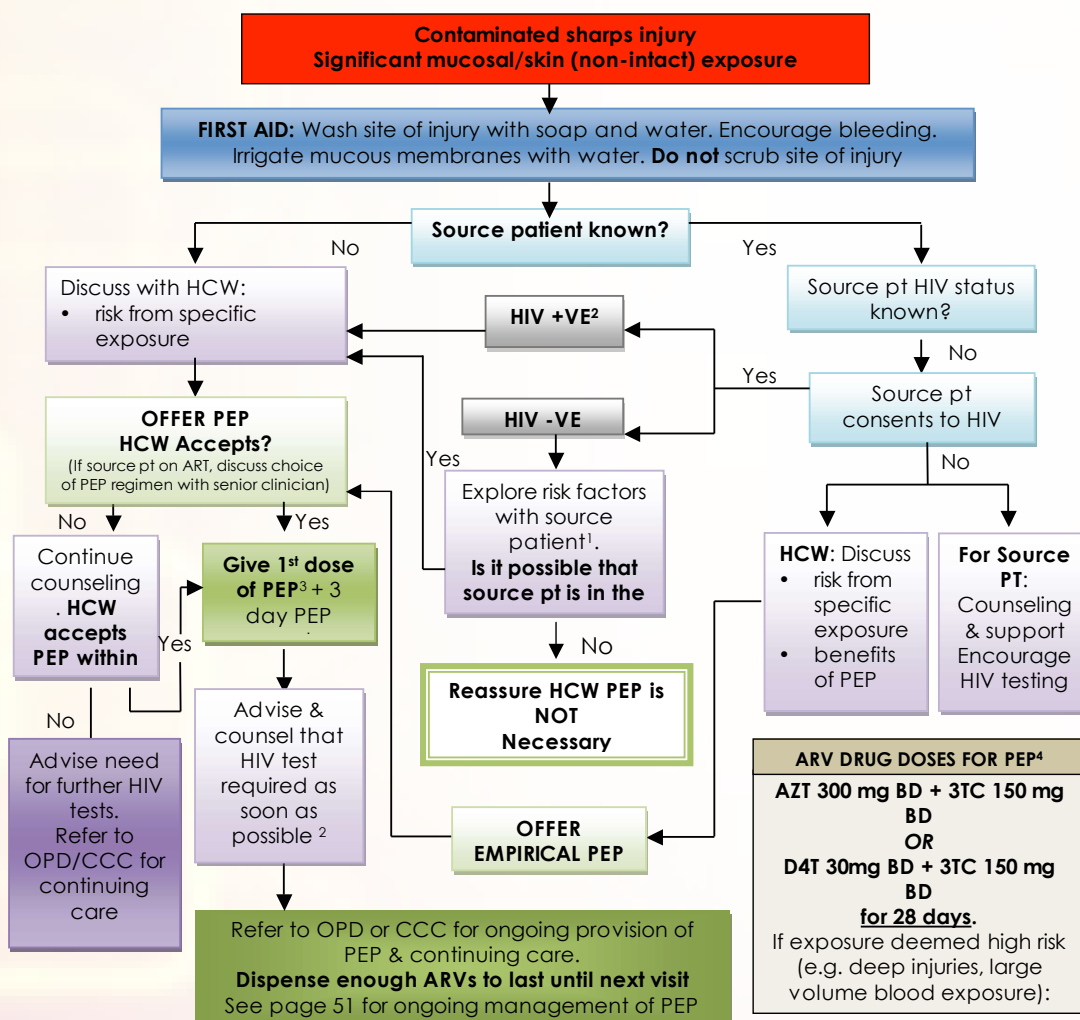 Contaminated sharps injury
Significant mucosal/skin (non-intact) exposure
FIRST AID: Wash site of injury with soap and water. Encourage bleeding.
Irrigate mucous membranes with water. Do not scrub site of injury
Source patient known?
No
Yes
Discuss with HCW:
• risk from specific
exposure
HIV +VE²
Source pt HIV status
known?
No
Yes
Source pt
consents to HIV
OFFER PEP
HCW Accepts?
(If source pt on ART, discuss choice
of PEP regimen with senior clinician)
HIV -VE
Yes
No
Explore risk factors
with source
patient¹.
Is it possible that
source pt is in the
No
Yes
Continue
counseling
. HCW
accepts
PEP within
Yes
Give 1st dose
of PEP³ + 3
day PEP
HCW: Discuss
• risk from
specific
exposure
• benefits
of PEP
For Source
PT:
Counseling
& support
Encourage
HIV testing
No
Reassure HCW PEP is
NOT
Necessary
No
Advise need
for further HIV
tests.
Refer to
OPD/CCC for
continuing
care
Advise &
counsel that
HIV test
required as
soon as
possible ²
OFFER
EMPIRICAL PEP
ARV DRUG DOSES FOR PEP⁴
AZT 300 mg BD + 3TC 150 mg
BD
OR
D4T 30mg BD + 3TC 150 mg
BD
for 28 days.
If exposure deemed high risk
(e.g. deep injuries, large
volume blood exposure):
Refer to OPD or CCC for ongoing provision of
PEP & continuing care.
Dispense enough ARVs to last until next visit
See page 51 for ongoing management of PEP